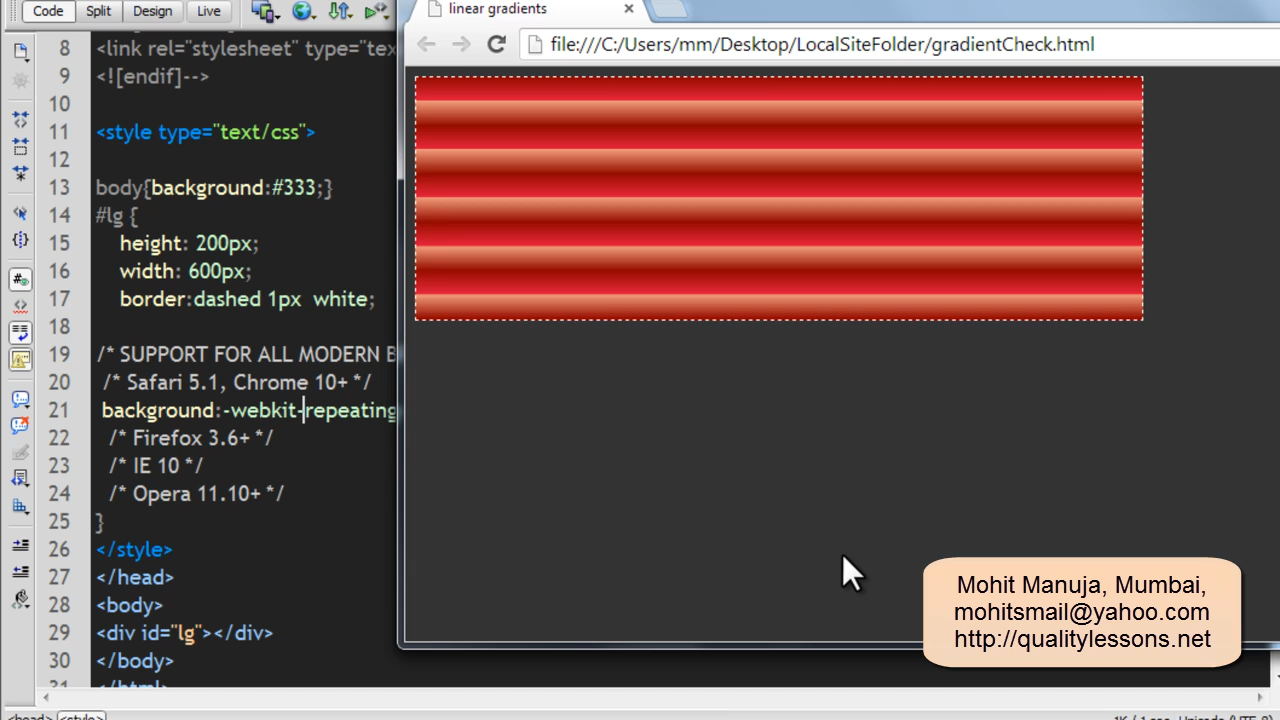 Code Split Design Live
linear gradients
file:///C:/Users/mm/Desktop/LocalSiteFolder/gradientCheck.html
8 <link rel="stylesheet" type="tex
9 <![endif]-->
10
11 <style type="text/css">
12
13 body{background:#333;}
14 #lg {
15 height: 200px;
16 width: 600px;
17 border:dashed 1px  white;
18
19 /* SUPPORT FOR ALL MODERN B
20 /* Safari 5.1, Chrome 10+ */
21 background:-webkit-repeating
22 /* Firefox 3.6+ */
23 /* IE 10 */
24 /* Opera 11.10+ */
25 }
26 </style>
27 </head>
28 <body>
29 <div id="lg"></div>
30 </body>
Mohit Manuja, Mumbai,
mohitsmail@yahoo.com
http://qualitylessons.net
<head> <style>